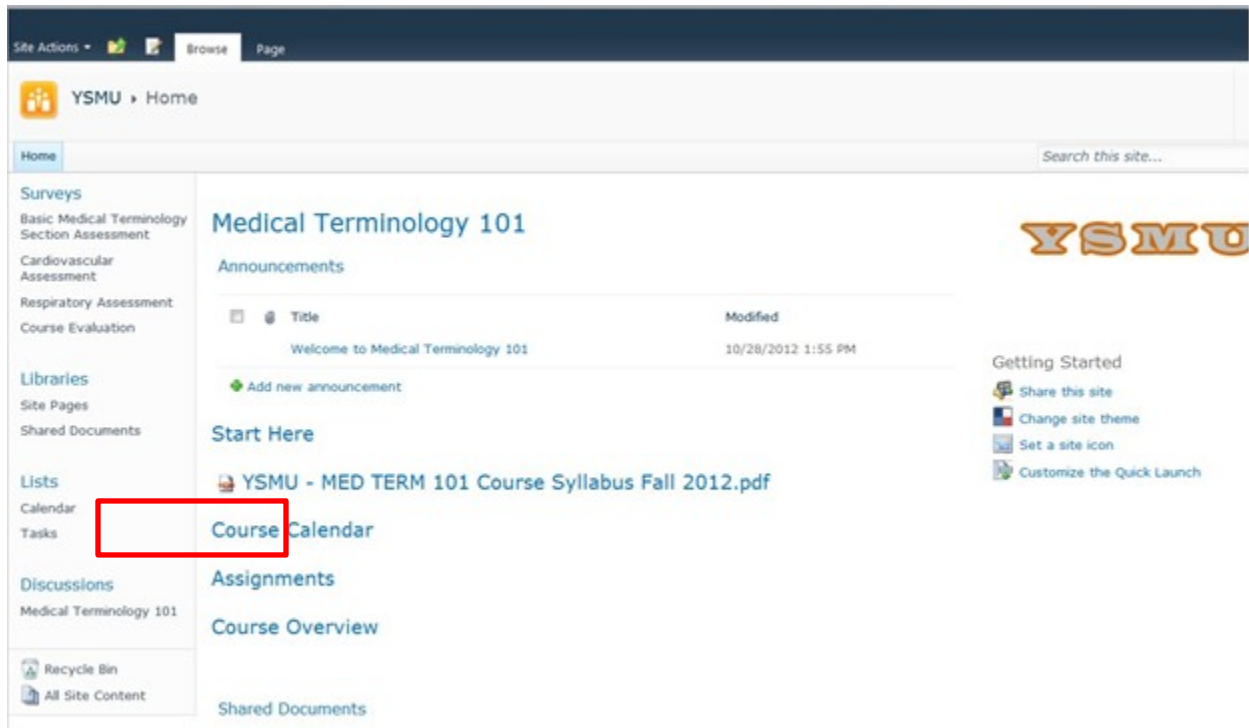 Site Actions Browse Page
YSMU Home
Home Search this site...
Surveys
Basic Medical Terminology
Section Assessment
Cardiovascular
Assessment
Respiratory Assessment
Course Evaluation
Libraries
Site Pages
Shared Documents
Lists
Calendar
Tasks
Discussions
Medical Terminology 101
Recycle Bin
All Site Content
Medical Terminology 101
Announcements
Title Modified
Welcome to Medical Terminology 101 10/28/2012 1:55 PM
Add new announcement
Start Here
YSMU - MED TERM 101 Course Syllabus Fall 2012.pdf
Course Calendar
Assignments
Course Overview
Shared Documents
YSMU
Getting Started
Share this site
Change site theme
Set a site icon
Customize the Quick Launch